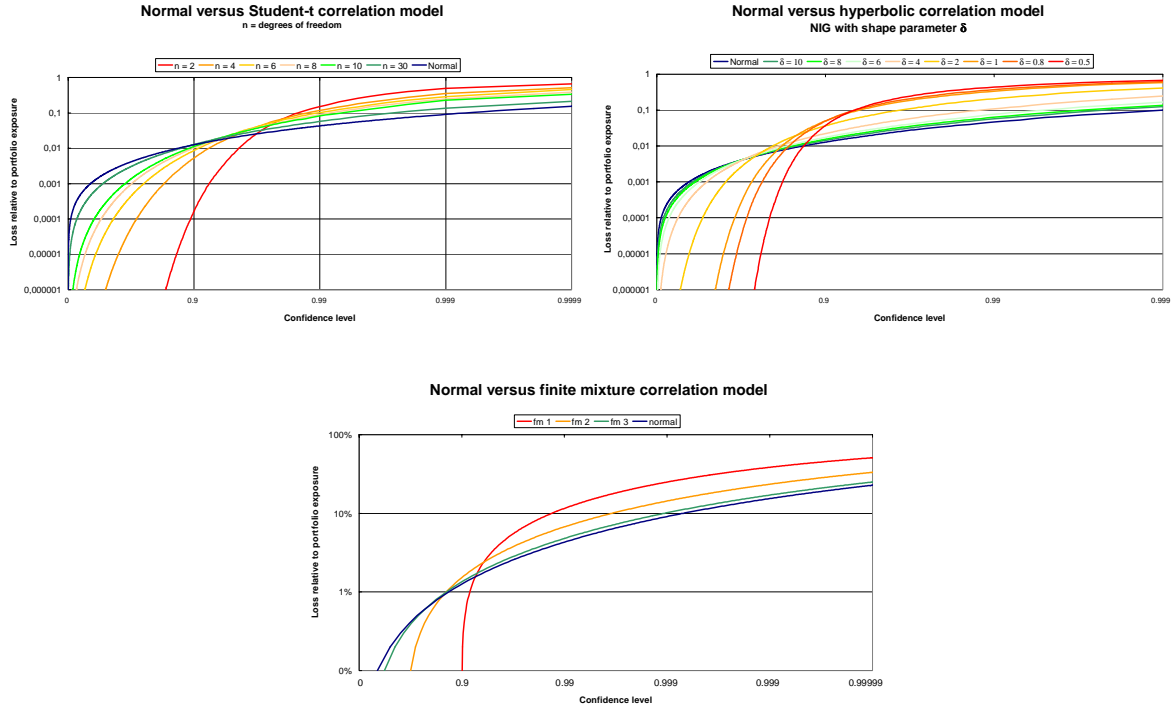 Normal versus Student-t correlation model
n = degrees of freedom
n = 2 n = 4 n = 6 n = 8 n = 10 n = 30 Normal
Loss relative to portfolio exposure
1
0,1
0,01
0,001
0,0001
0,00001
0,000001
0 0.9 0.99 0.999 0.9999
Confidence level
Normal versus hyperbolic correlation model
NIG with shape parameter δ
Normal δ = 10 δ = 8 δ = 6 δ = 4 δ = 2 δ = 1 δ = 0.8 δ = 0.5
Loss relative to portfolio exposure
1
0,1
0,01
0,001
0,0001
0,00001
0,000001
0 0.9 0.99 0.999
Confidence level
Normal versus finite mixture correlation model
fm 1 fm 2 fm 3 normal
Loss relative to portfolio exposure
100%
10%
1%
0%
0 0.9 0.99 0.999 0.999 0.99999
Confidence level